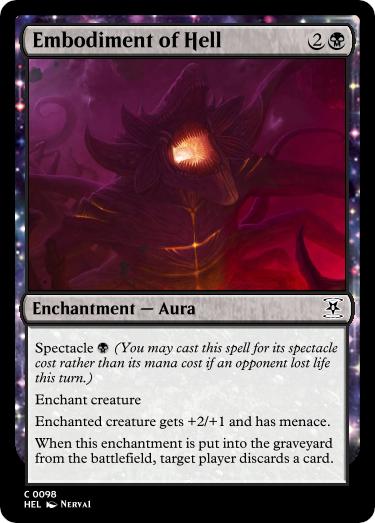 Embodiment of Hell 2
Enchantment — Aura
Spectacle (You may cast this spell for its spectacle
cost rather than its mana cost if an opponent lost life
this turn.)
Enchant creature
Enchanted creature gets +2/+1 and has menace.
When this enchantment is put into the graveyard
from the battlefield, target player discards a card.
C 0098
HEL Nerva1